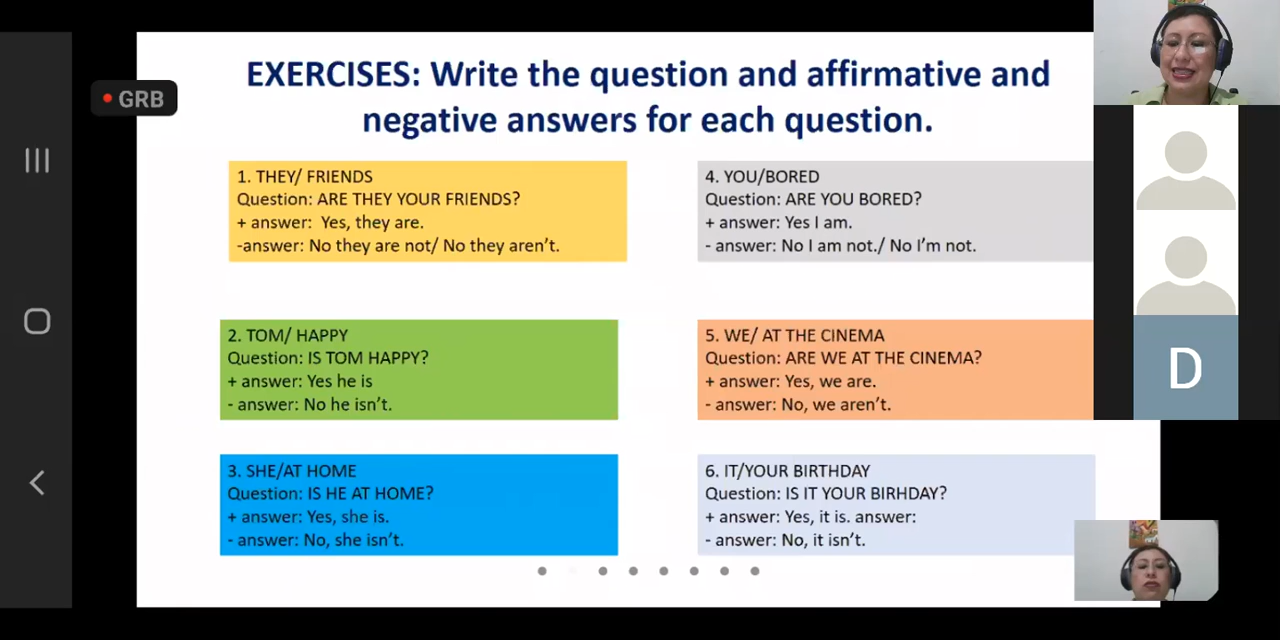 EXERCISES: Write the question and affirmative and
negative answers for each question.
GRB
1. THEY/ FRIENDS
Question: ARE THEY YOUR FRIENDS?
+ answer:  Yes, they are.
-answer: No they are not/ No they aren't.
2. TOM/ HAPPY
Question: IS TOM HAPPY?
+ answer: Yes he is
- answer: No he isn't.
3. SHE/AT HOME
Question: IS HE AT HOME?
+ answer: Yes, she is.
- answer: No, she isn't.
4. YOU/BORED
Question: ARE YOU BORED?
+ answer: Yes I am.
- answer: No I am not./ No I'm not.
5. WE/ AT THE CINEMA
Question: ARE WE AT THE CINEMA?
+ answer: Yes, we are.
- answer: No, we aren't.
6. IT/YOUR BIRTHDAY
Question: IS IT YOUR BIRHDAY?
+ answer: Yes, it is. answer:
- answer: No, it isn't.
D